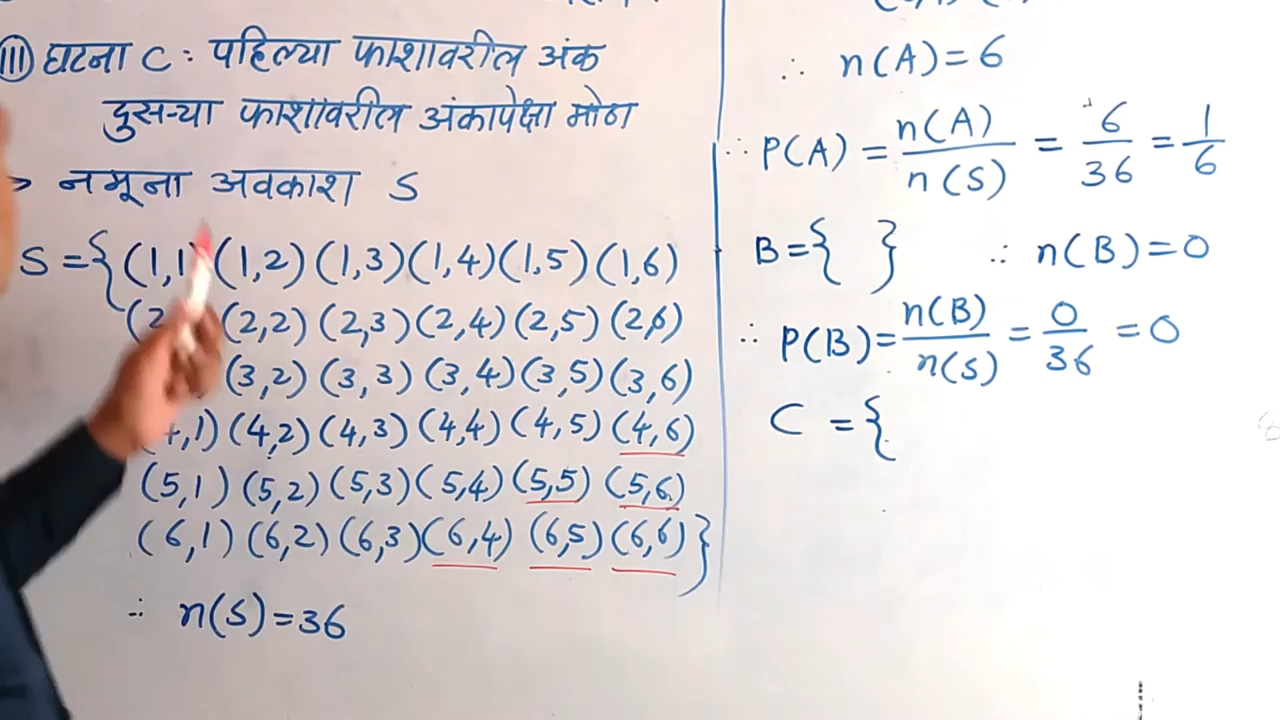 III) घटना C : पहिल्या फाशावरील अंक
दुसऱ्या फाशावरील अंकापेक्षा मोठा
नमूना अवकाश S
S = { (1,1) (1,2) (1,3) (1,4) (1,5) (1,6)
(2,2) (2,3) (2,4) (2,5) (2,6)
(3,2) (3,3) (3,4) (3,5) (3,6)
4,1) (4,2) (4,3) (4,4) (4,5) (4,6)
(5,1) (5,2) (5,3) (5,4) (5,5) (5,6)
(6,1) (6,2) (6,3) (6,4) (6,5) (6,6) }
∴ n(S) = 36
∴ n(A) = 6
∴ P(A) = n(A)/n(S) = 6/36 = 1/6
B = { } ∴ n(B) = 0
∴ P(B) = n(B)/n(S) = 0/36 = 0
C = {